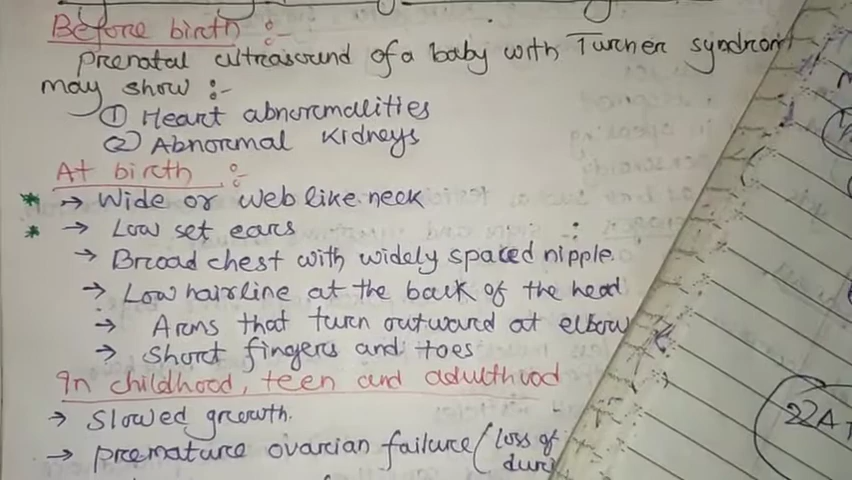 Before birth :-
Prenatal ultrasound of a baby with Turner syndrom
may show :-
① Heart abnormalities
② Abnormal Kidneys
At birth :-
* → Wide or web like neck
* → Low set ears
→ Broad chest with widely spaced nipple.
→ Low hairline at the back of the head
→ Arms that turn outward at elbow
→ Short fingers and toes
In childhood, teen and adulthood
→ Slowed growth.
→ Premature ovarian failure (loss of
duri
22A